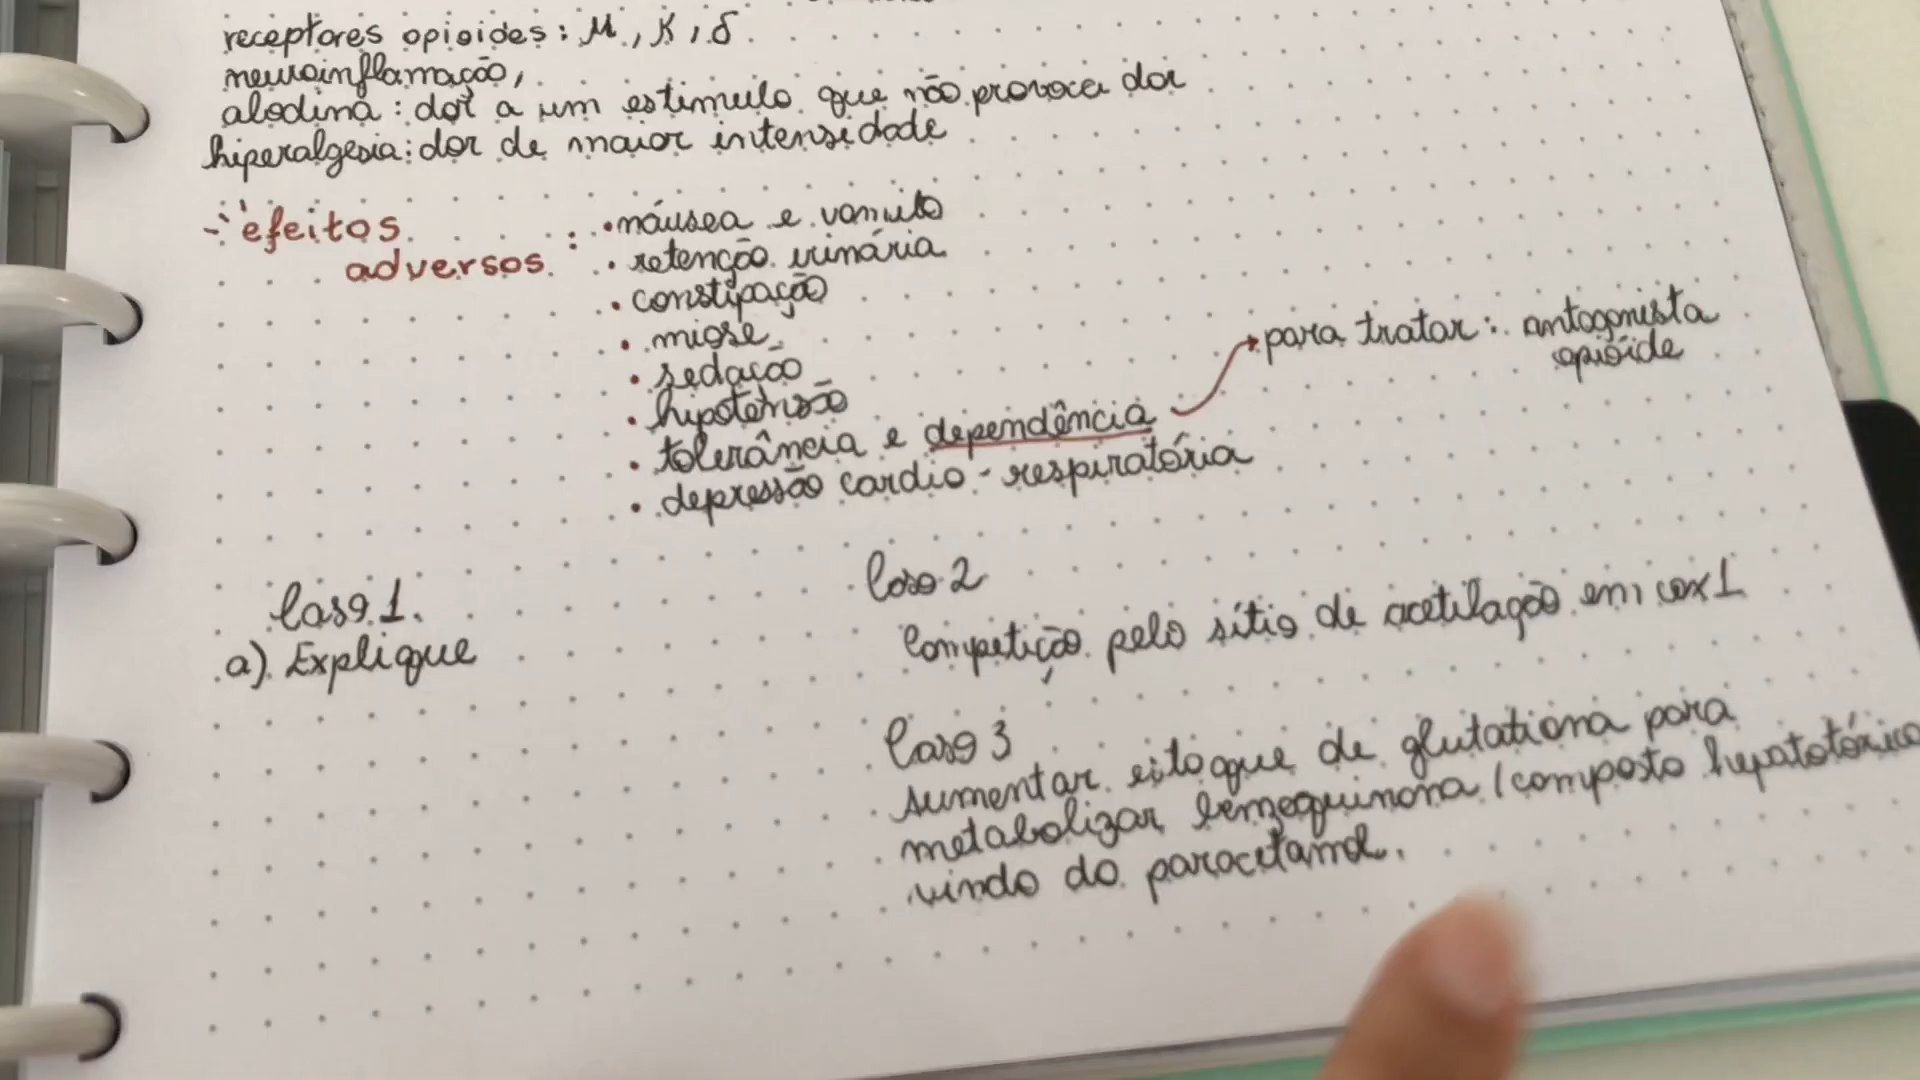 receptores opioides: μ, κ, δ
neuroinflamação,
alodina: dor a um estimulo que não provoca dor
hiperalgesia: dor de maior intensidade
efeitos
adversos :
• náusea e vomito
• retenção urinária
• constipação
• miose
• sedação
• hipotensão
• tolerância e dependência
para tratar: antagonista
opióide
• depressão cardio-respiratória
Caso 1.
a) Explique
Caso 2
Competição pelo sítio de acetilação em cox1
Caso 3
aumentar estoque de glutationa para
metabolizar benzequinona (composto hepatotóxico
vindo do paracetamol.